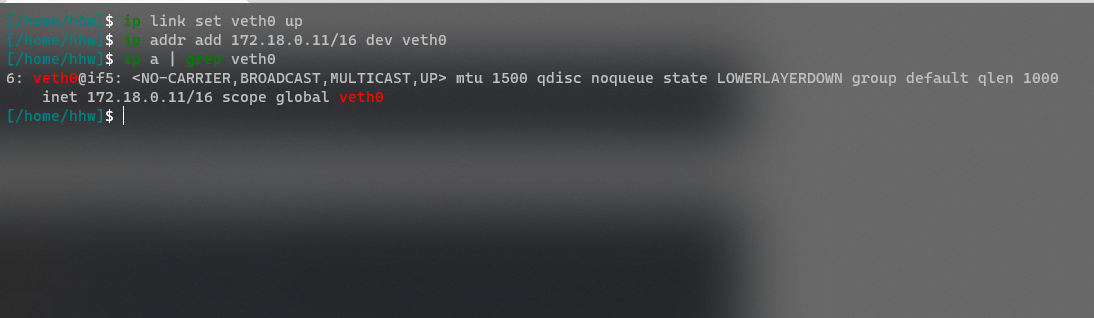 [/home/hhw]$ ip link set veth0 up
[/home/hhw]$ ip addr add 172.18.0.11/16 dev veth0
[/home/hhw]$ ip a | grep veth0
6: veth0@if5: <NO-CARRIER,BROADCAST,MULTICAST,UP> mtu 1500 qdisc noqueue state LOWERLAYERDOWN group default qlen 1000
    inet 172.18.0.11/16 scope global veth0
[/home/hhw]$